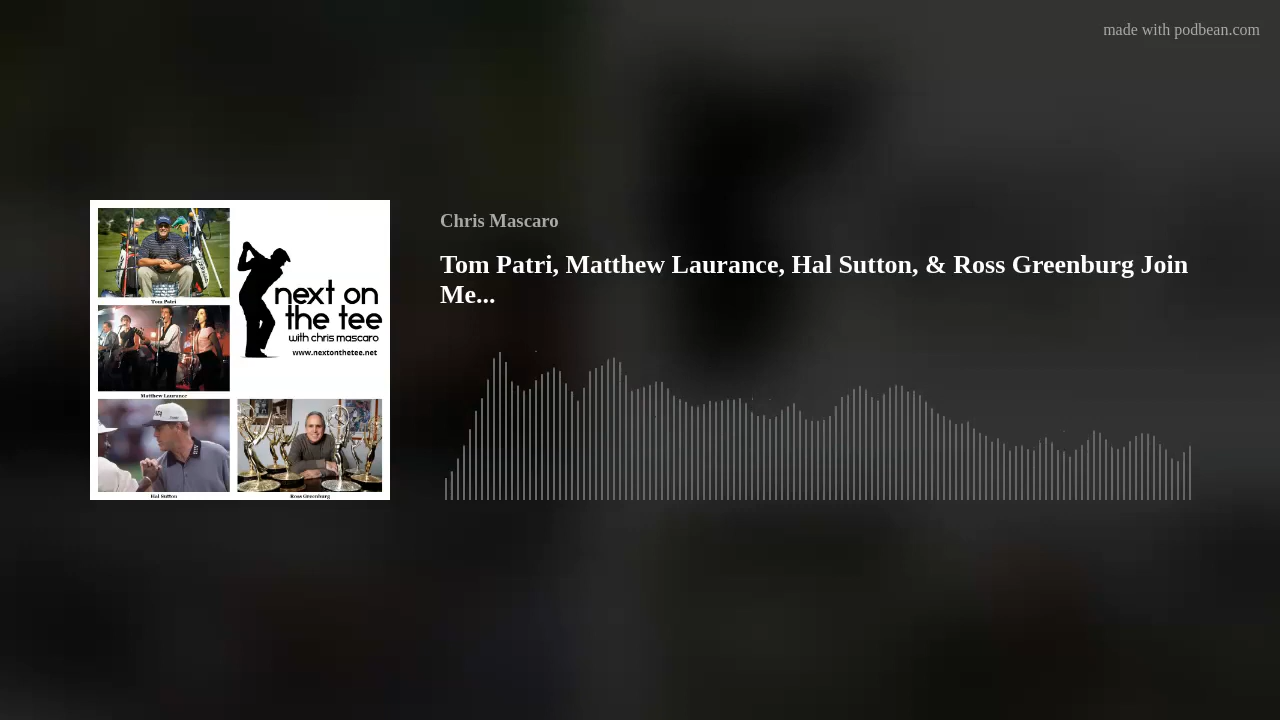 made with podbean.com
Chris Mascaro
Tom Patri, Matthew Laurance, Hal Sutton, & Ross Greenburg Join
Me...
Tom Patri
next on
the tee
with chris mascaro
www.nextonthetee.net
Matthew Laurance
Hal Sutton
Ross Greenburg